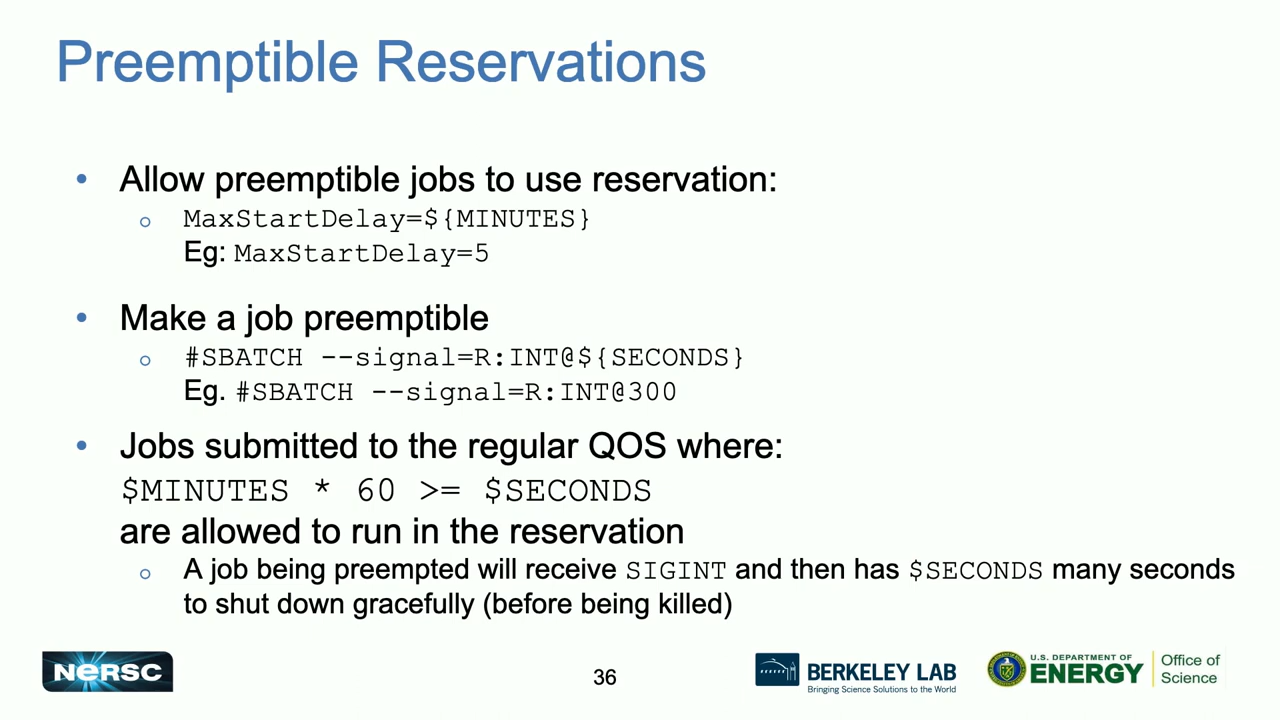 Preemptible Reservations
• Allow preemptible jobs to use reservation:
○ MaxStartDelay=${MINUTES}
Eg: MaxStartDelay=5
• Make a job preemptible
○ #SBATCH --signal=R:INT@${SECONDS}
Eg. #SBATCH --signal=R:INT@300
• Jobs submitted to the regular QOS where:
$MINUTES * 60 >= $SECONDS
are allowed to run in the reservation
○ A job being preempted will receive SIGINT and then has $SECONDS many seconds
to shut down gracefully (before being killed)
NERSC
36
BERKELEY LAB
Bringing Science Solutions to the World
U.S. DEPARTMENT OF
ENERGY
Office of
Science